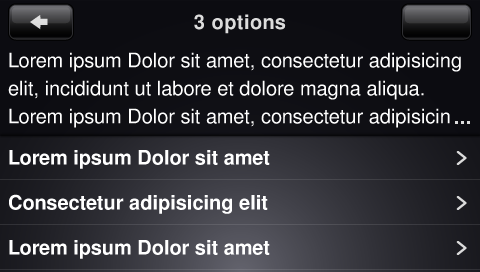 3 options
Lorem ipsum Dolor sit amet, consectetur adipisicing
elit, incididunt ut labore et dolore magna aliqua.
Lorem ipsum Dolor sit amet, consectetur adipisicin...
Lorem ipsum Dolor sit amet
Consectetur adipisicing elit
Lorem ipsum Dolor sit amet